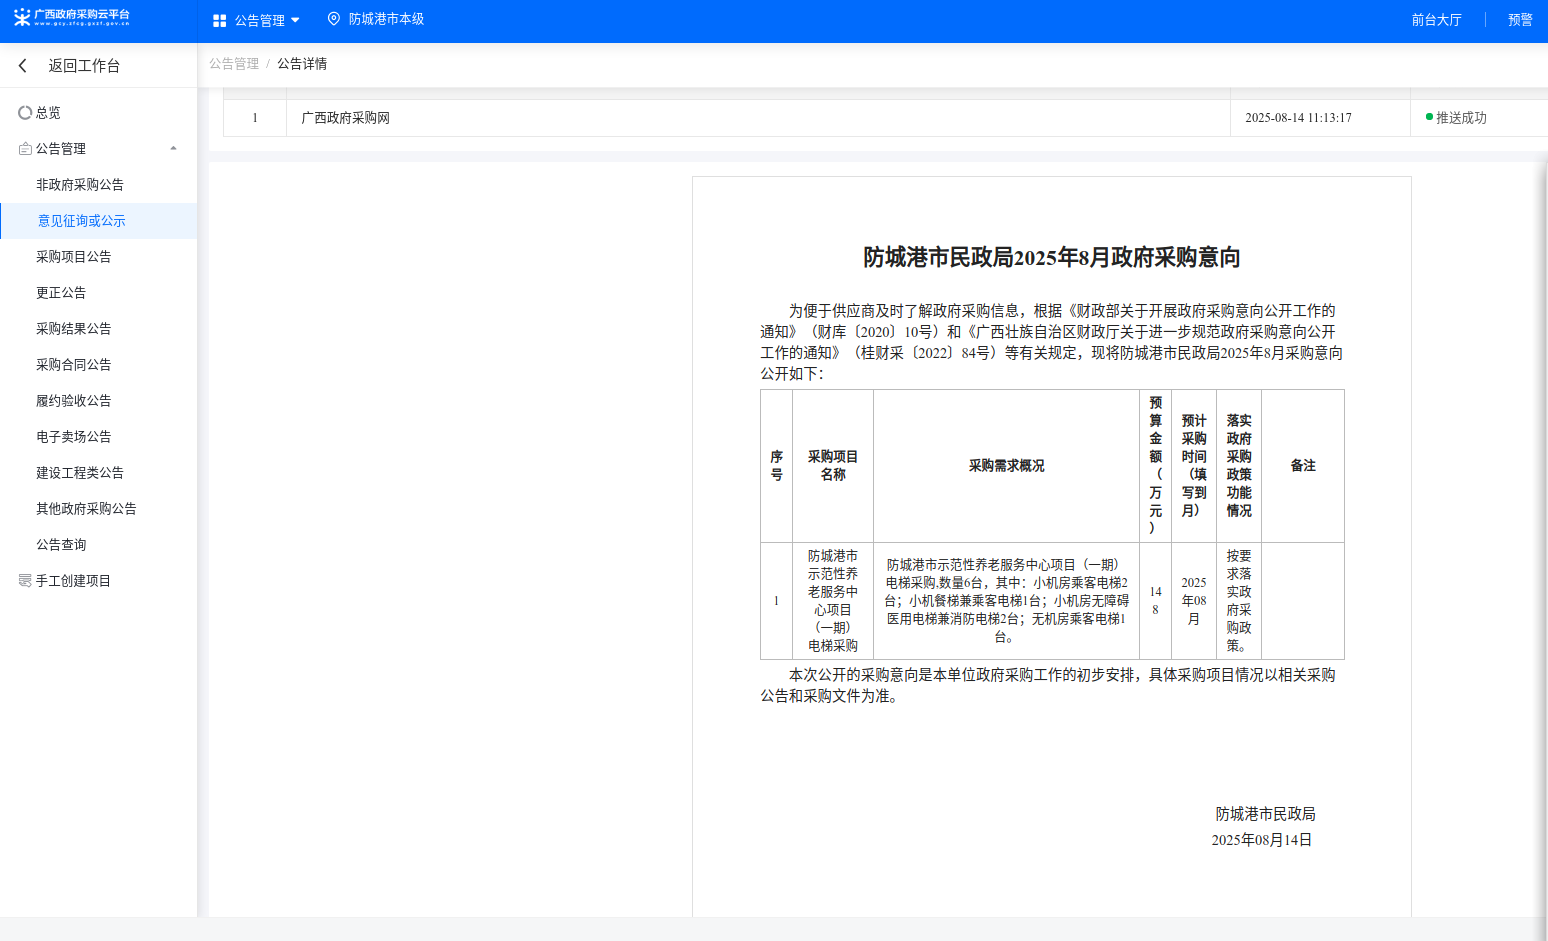 广西政府采购云平台
www.gcy.zfcg.gxzf.gov.cn
公告管理
防城港市本级
前台大厅
预警
返回工作台
公告管理 / 公告详情
总览
公告管理
非政府采购公告
意见征询或公示
采购项目公告
更正公告
采购结果公告
采购合同公告
履约验收公告
电子卖场公告
建设工程类公告
其他政府采购公告
公告查询
手工创建项目
1 广西政府采购网 2025-08-14 11:13:17 推送成功
防城港市民政局2025年8月政府采购意向
为便于供应商及时了解政府采购信息，根据《财政部关于开展政府采购意向公开工作的
通知》（财库〔2020〕10号）和《广西壮族自治区财政厅关于进一步规范政府采购意向公开
工作的通知》（桂财采〔2022〕84号）等有关规定，现将防城港市民政局2025年8月采购意向
公开如下：
序
号
采购项目
名称
采购需求概况
预
算
金
额
（
万
元
）
预计
采购
时间
（填
写到
月）
落实
政府
采购
政策
功能
情况
备注
1
防城港市
示范性养
老服务中
心项目
（一期）
电梯采购
防城港市示范性养老服务中心项目（一期）
电梯采购,数量6台，其中：小机房乘客电梯2
台；小机餐梯兼乘客电梯1台；小机房无障碍
医用电梯兼消防电梯2台；无机房乘客电梯1
台。
14
8
2025
年08
月
按要
求落
实政
府采
购政
策。
本次公开的采购意向是本单位政府采购工作的初步安排，具体采购项目情况以相关采购
公告和采购文件为准。
防城港市民政局
2025年08月14日